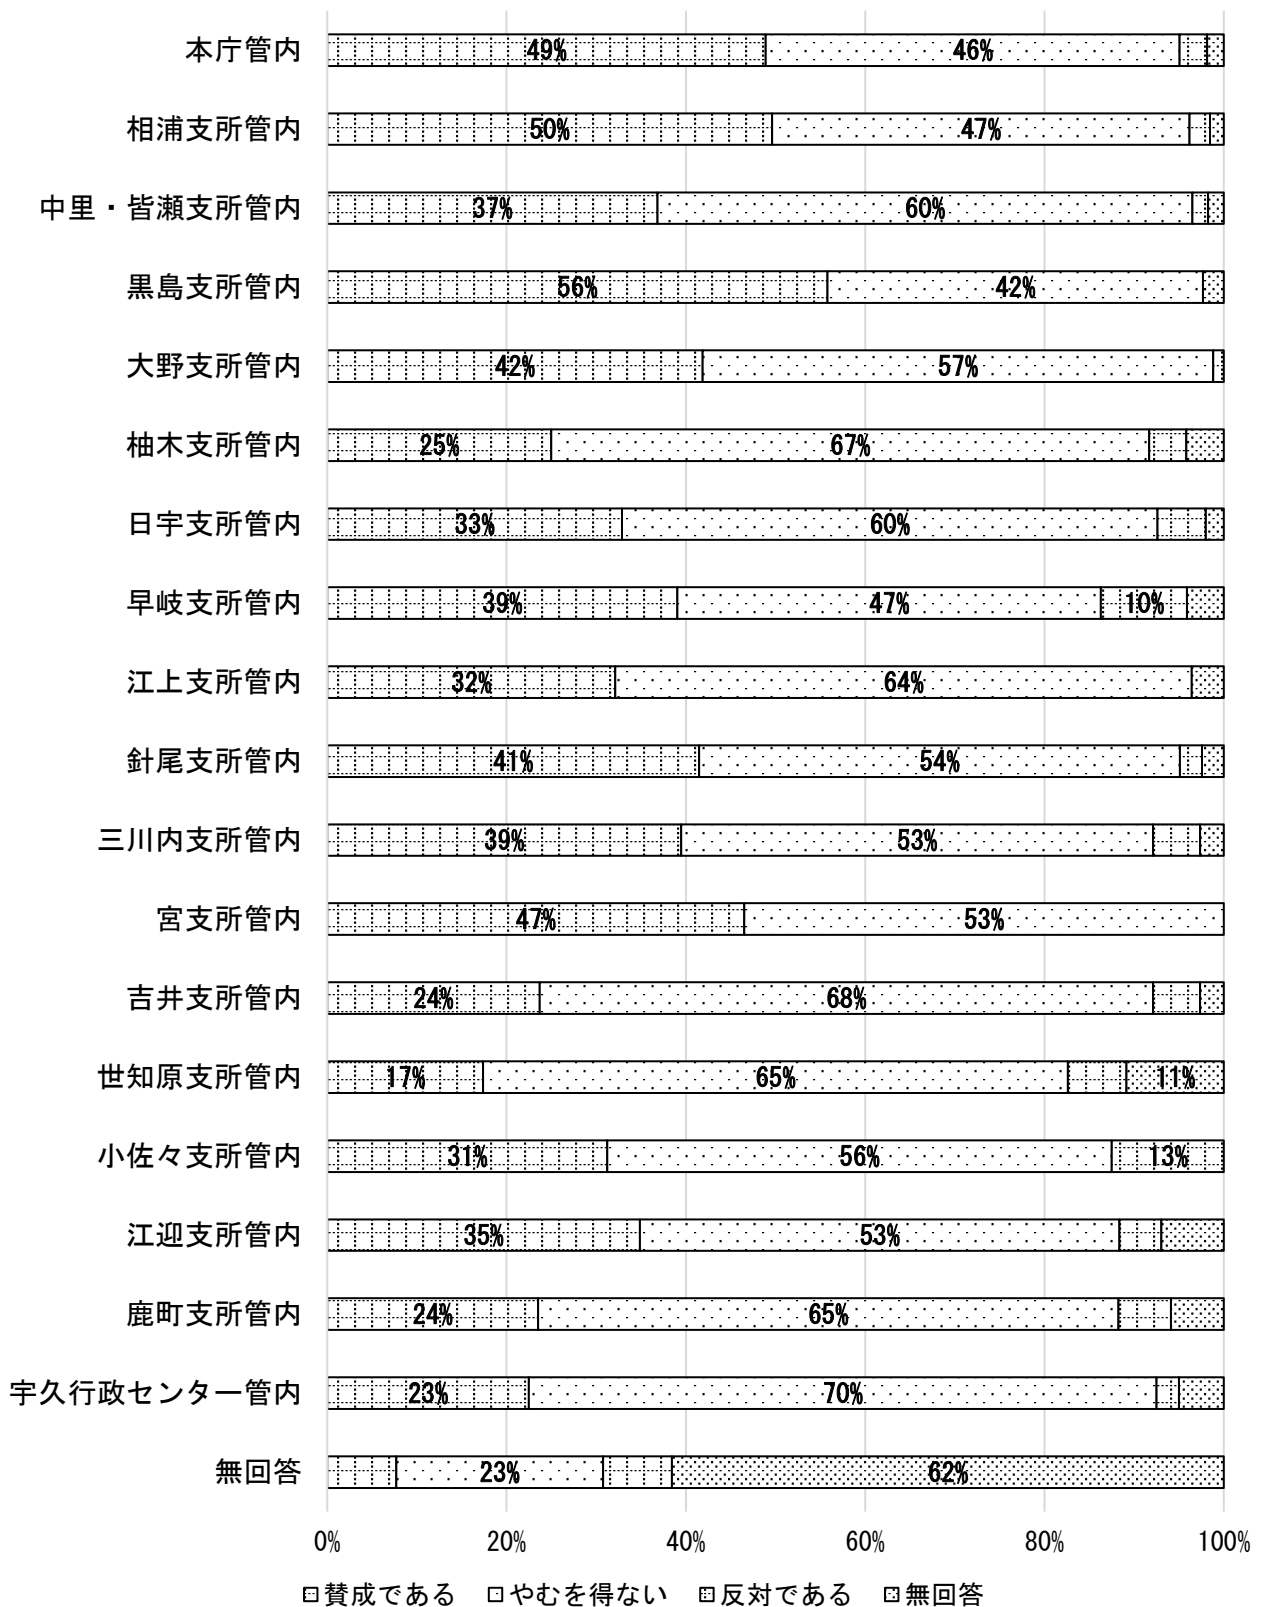 本庁管内 49% 46%
相浦支所管内 50% 47%
中里・皆瀬支所管内 37% 60%
黒島支所管内 56% 42%
大野支所管内 42% 57%
柚木支所管内 25% 67%
日宇支所管内 33% 60%
早岐支所管内 39% 47% 10%
江上支所管内 32% 64%
針尾支所管内 41% 54%
三川内支所管内 39% 53%
宮支所管内 47% 53%
吉井支所管内 24% 68%
世知原支所管内 17% 65% 11%
小佐々支所管内 31% 56% 13%
江迎支所管内 35% 53%
鹿町支所管内 24% 65%
宇久行政センター管内 23% 70%
無回答 23% 62%
0% 20% 40% 60% 80% 100%
賛成である やむを得ない 反対である 無回答